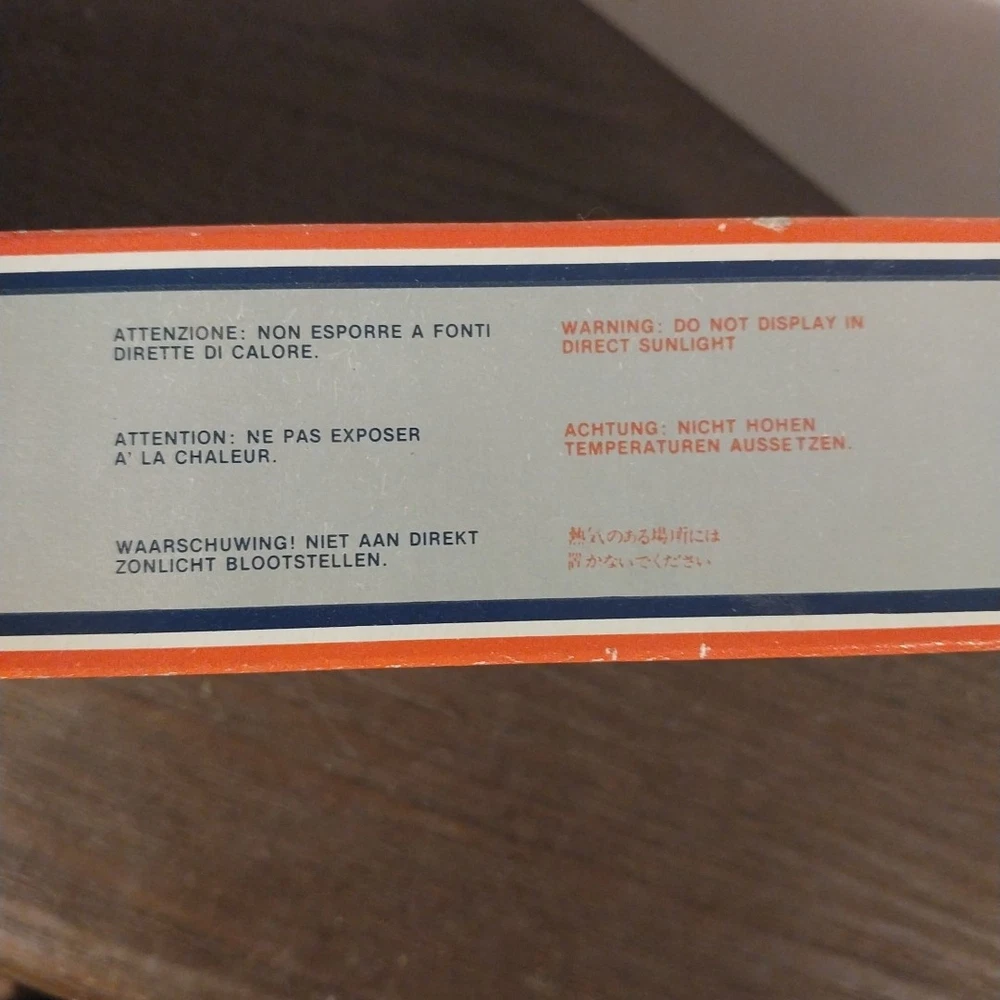 ATTENZIONE: NON ESPORRE A FONTI
DIRETTE DI CALORE.
ATTENTION: NE PAS EXPOSER
A' LA CHALEUR.
WAARSCHUWING! NIET AAN DIREKT
ZONLICHT BLOOTSTELLEN.
WARNING: DO NOT DISPLAY IN
DIRECT SUNLIGHT
ACHTUNG: NICHT HOHEN
TEMPERATUREN AUSSETZEN.
熱気のある場所には
置かないでください